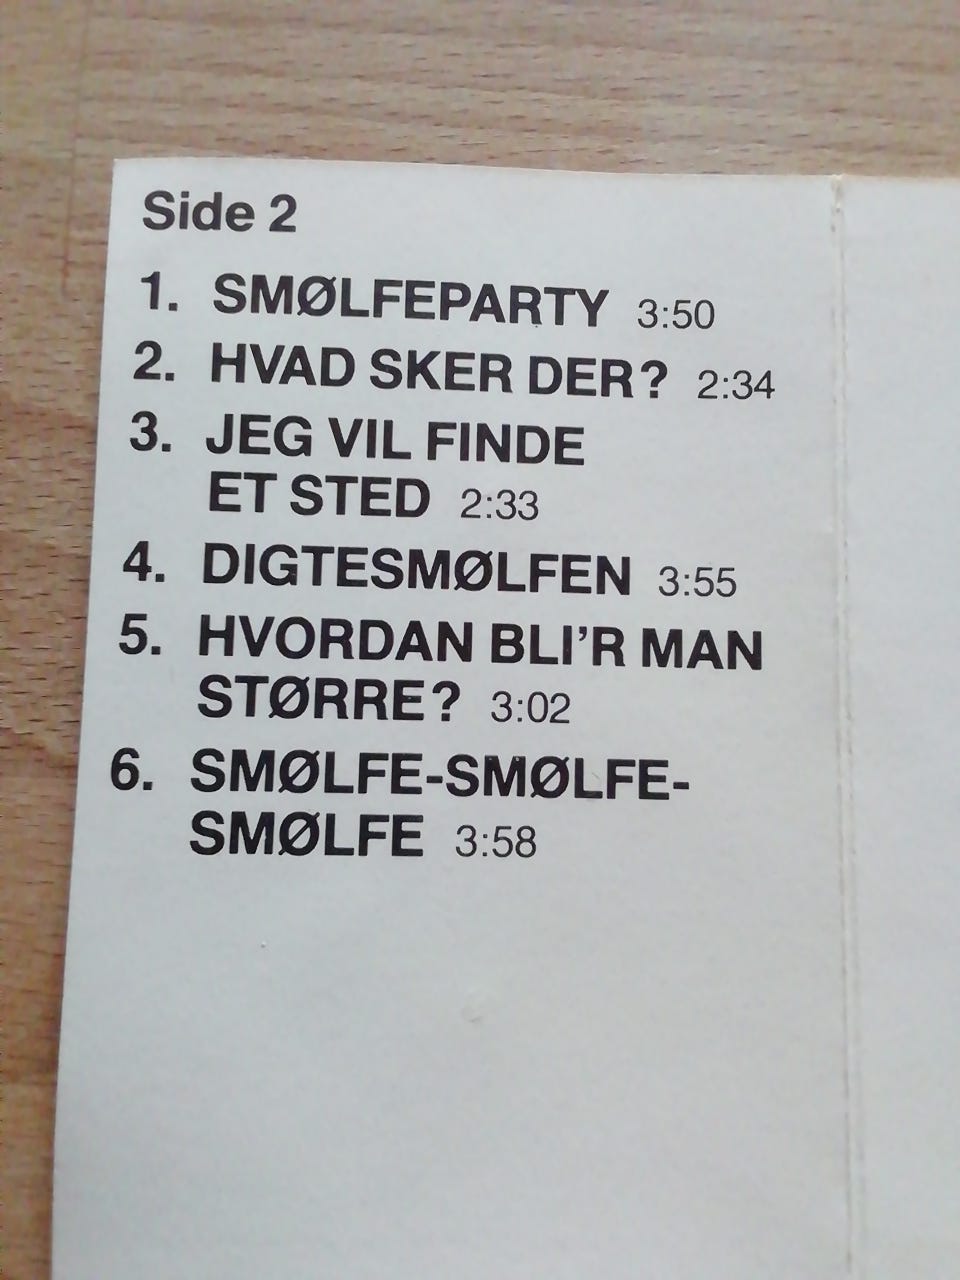 Side 2
1. SMØLFEPARTY 3:50
2. HVAD SKER DER? 2:34
3. JEG VIL FINDE
ET STED 2:33
4. DIGTESMØLFEN 3:55
5. HVORDAN BLI'R MAN
STØRRE? 3:02
6. SMØLFE-SMØLFE-
SMØLFE 3:58